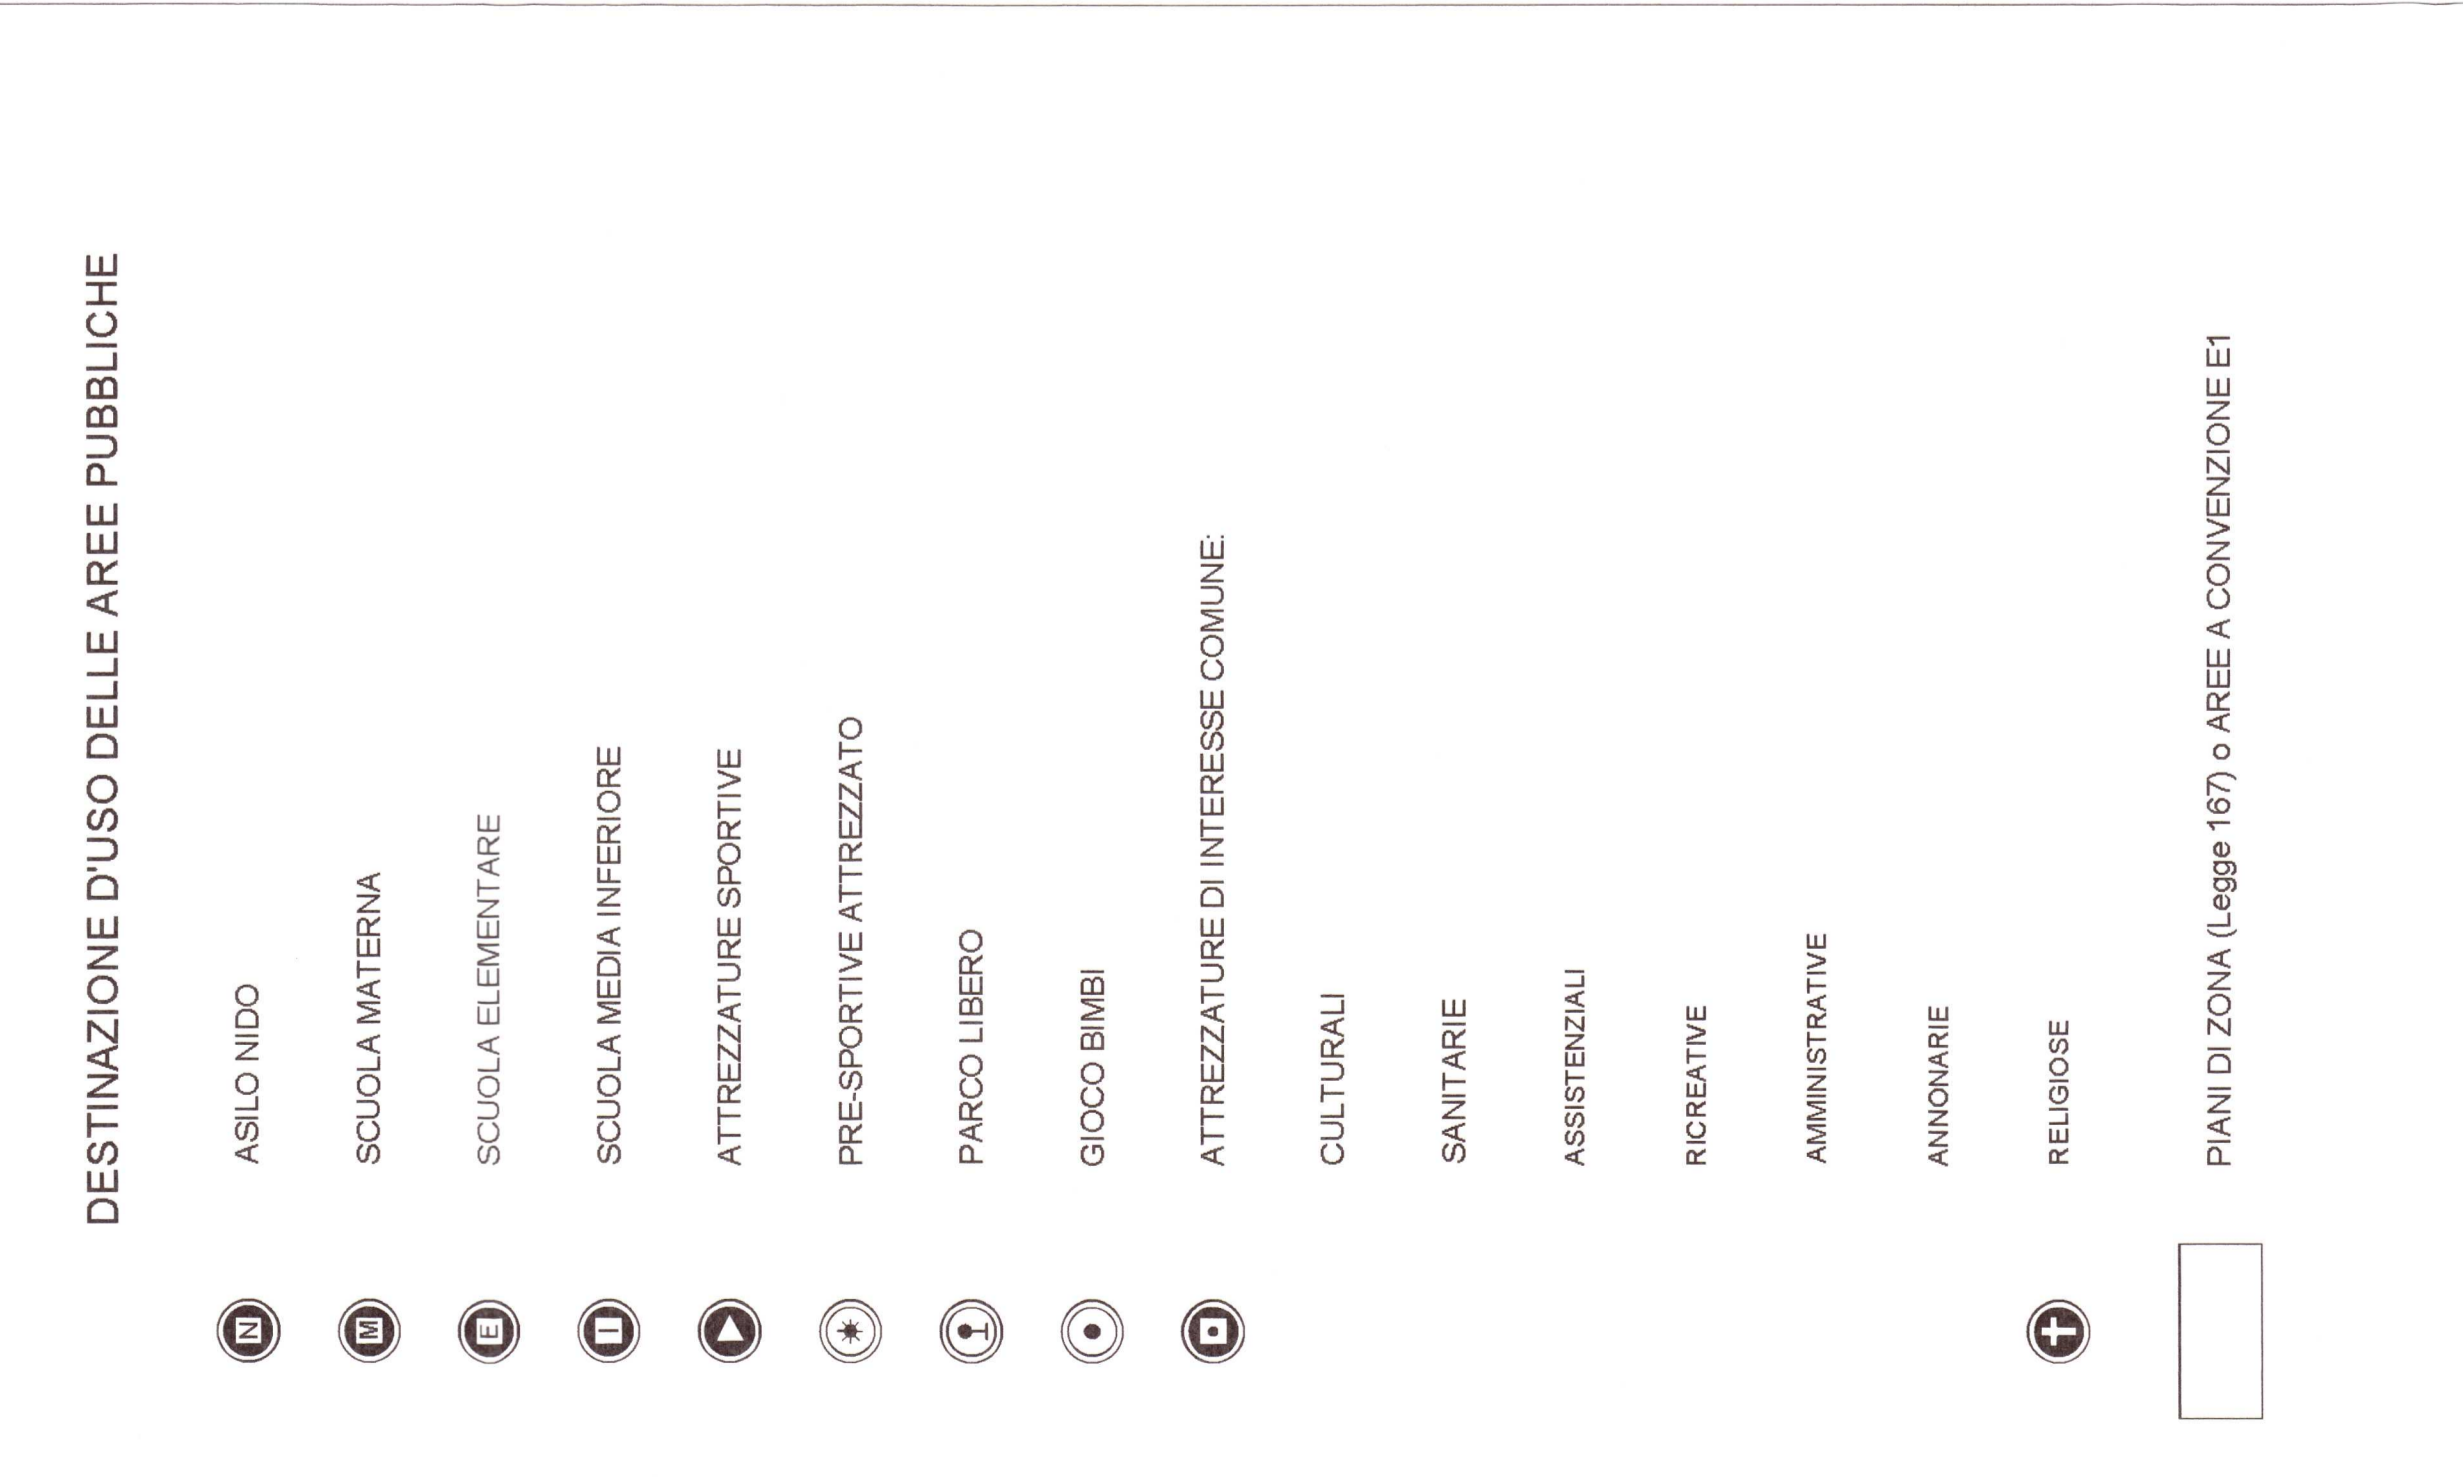 DESTINAZIONE D'USO DELLE AREE PUBBLICHE
N ASILO NIDO
M SCUOLA MATERNA
E SCUOLA ELEMENTARE
I SCUOLA MEDIA INFERIORE
ATTREZZATURE SPORTIVE
PRE-SPORTIVE ATTREZZATO
PARCO LIBERO
GIOCO BIMBI
ATTREZZATURE DI INTERESSE COMUNE:
CULTURALI
SANITARIE
ASSISTENZIALI
RICREATIVE
AMMINISTRATIVE
ANNONARIE
RELIGIOSE
PIANI DI ZONA (Legge 167) o AREE A CONVENZIONE E1